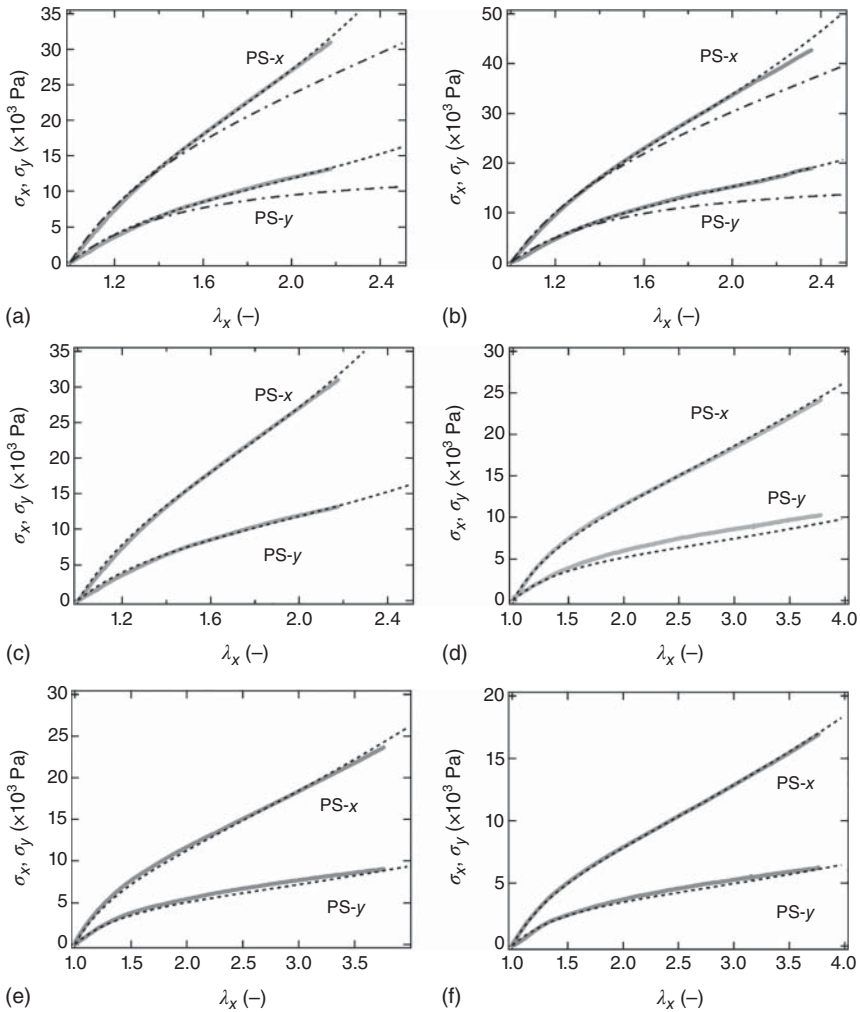 35
30
25
20
15
10
5
0
σx, σy (×10³ Pa)
PS-x
PS-y
1.2
1.6
2.0
2.4
(a)
λx (–)
50
40
30
20
10
0
σx, σy (×10³ Pa)
PS-x
PS-y
1.2
1.6
2.0
2.4
(b)
λx (–)
35
30
25
20
15
10
5
0
σx, σy (×10³ Pa)
PS-x
PS-y
1.2
1.6
2.0
2.4
(c)
λx (–)
30
25
20
15
10
5
0
σx, σy (×10³ Pa)
PS-x
PS-y
1.0
1.5
2.0
2.5
3.0
3.5
4.0
(d)
λx (–)
30
25
20
15
10
5
0
σx, σy (×10³ Pa)
PS-x
PS-y
1.0
1.5
2.0
2.5
3.0
3.5
(e)
λx (–)
20
15
10
5
0
σx, σy (×10³ Pa)
PS-x
PS-y
1.0
1.5
2.0
2.5
3.0
3.5
4.0
(f)
λx (–)